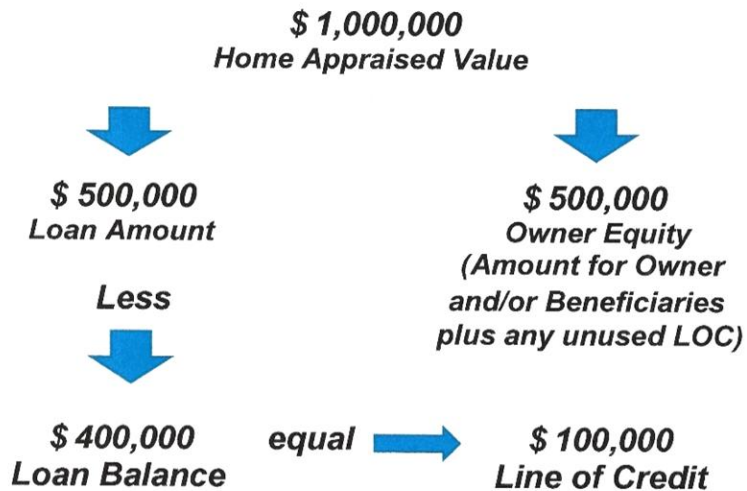 $ 1,000,000
Home Appraised Value
$ 500,000
Loan Amount
$ 500,000
Owner Equity
(Amount for Owner
and/or Beneficiaries
plus any unused LOC)
Less
$ 400,000
Loan Balance
equal
$ 100,000
Line of Credit